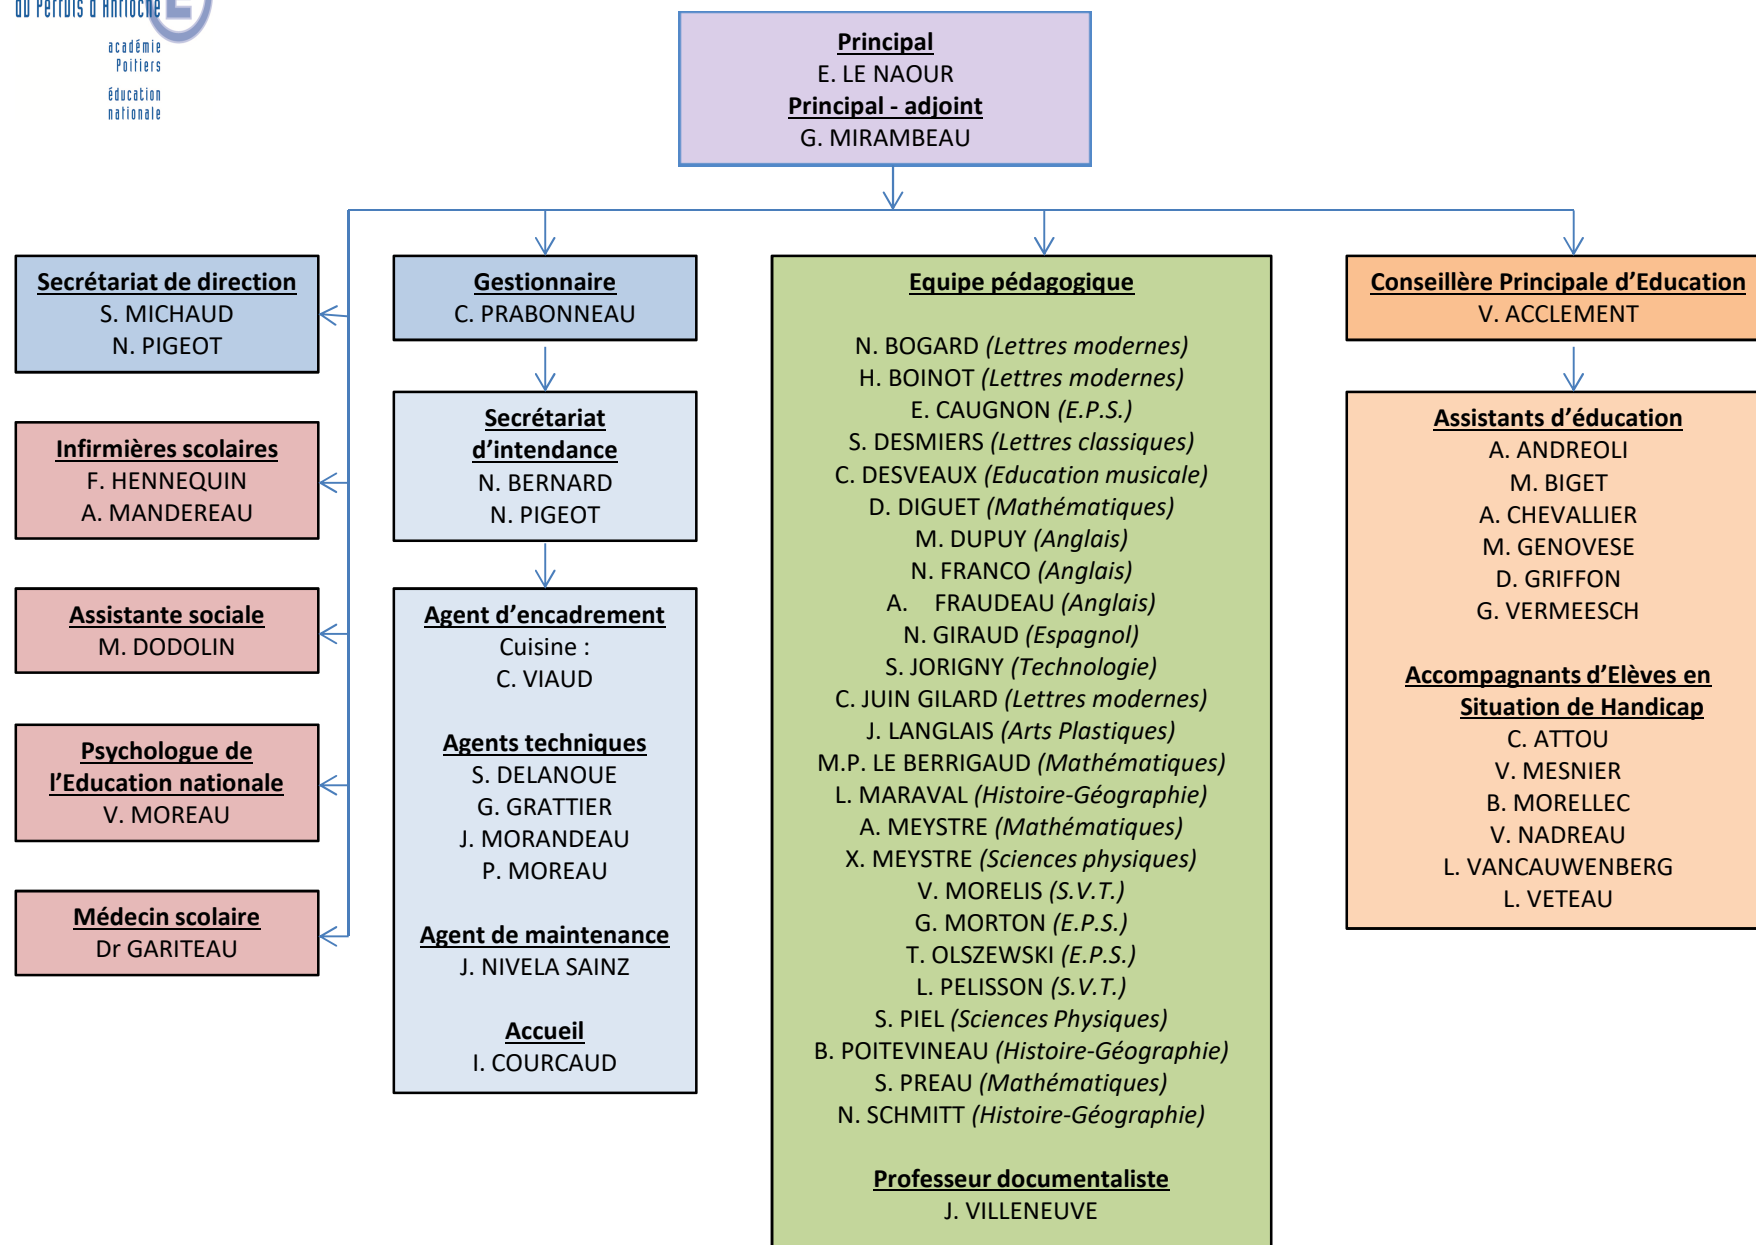 du Pertuis d'Antioche
académie
Poitiers
éducation
nationale
Principal
E. LE NAOUR
Principal - adjoint
G. MIRAMBEAU
Secrétariat de direction
S. MICHAUD
N. PIGEOT
Infirmières scolaires
F. HENNEQUIN
A. MANDEREAU
Assistante sociale
M. DODOLIN
Psychologue de
l'Education nationale
V. MOREAU
Médecin scolaire
Dr GARITEAU
Gestionnaire
C. PRABONNEAU
Secrétariat
d'intendance
N. BERNARD
N. PIGEOT
Agent d'encadrement
Cuisine :
C. VIAUD
Agents techniques
S. DELANOUE
G. GRATTIER
J. MORANDEAU
P. MOREAU
Agent de maintenance
J. NIVELA SAINZ
Accueil
I. COURCAUD
Equipe pédagogique
N. BOGARD (Lettres modernes)
H. BOINOT (Lettres modernes)
E. CAUGNON (E.P.S.)
S. DESMIERS (Lettres classiques)
C. DESVEAUX (Education musicale)
D. DIGUET (Mathématiques)
M. DUPUY (Anglais)
N. FRANCO (Anglais)
A. FRAUDEAU (Anglais)
N. GIRAUD (Espagnol)
S. JORIGNY (Technologie)
C. JUIN GILARD (Lettres modernes)
J. LANGLAIS (Arts Plastiques)
M.P. LE BERRIGAUD (Mathématiques)
L. MARAVAL (Histoire-Géographie)
A. MEYSTRE (Mathématiques)
X. MEYSTRE (Sciences physiques)
V. MORELIS (S.V.T.)
G. MORTON (E.P.S.)
T. OLSZEWSKI (E.P.S.)
L. PELISSON (S.V.T.)
S. PIEL (Sciences Physiques)
B. POITEVINEAU (Histoire-Géographie)
S. PREAU (Mathématiques)
N. SCHMITT (Histoire-Géographie)
Professeur documentaliste
J. VILLENEUVE
Conseillère Principale d'Education
V. ACCLEMENT
Assistants d'éducation
A. ANDREOLI
M. BIGET
A. CHEVALLIER
M. GENOVESE
D. GRIFFON
G. VERMEESCH
Accompagnants d'Elèves en
Situation de Handicap
C. ATTOU
V. MESNIER
B. MORELLEC
V. NADREAU
L. VANCAUWENBERG
L. VETEAU